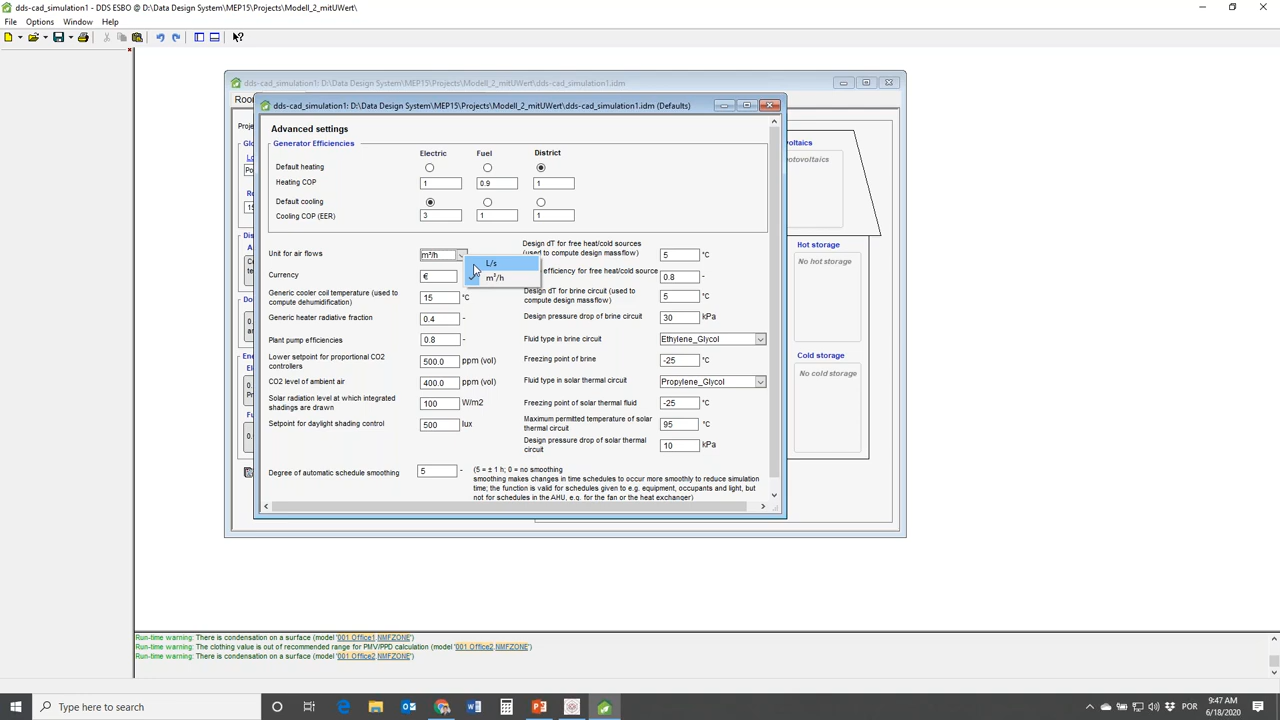 dds-cad_simulation1 - DDS ESBO: D:\Data Design System\MEP15\Projects\Modell_2_mitUWert\
File Options Window Help
dds-cad_simulation1: D:\Data Design System\MEP15\Projects\Modell_2_mitUWert\dds-cad_simulation1.idm
dds-cad_simulation1: D:\Data Design System\MEP15\Projects\Modell_2_mitUWert\dds-cad_simulation1.idm (Defaults)
Advanced settings
Generator Efficiencies
Electric Fuel District
Default heating
Heating COP 1 0.9 1
Default cooling
Cooling COP (EER) 3 1 1
Unit for air flows m³/h
L/s
m³/h
Currency €
Generic cooler coil temperature (used to compute dehumidification) 15 °C
Generic heater radiative fraction 0.4 -
Plant pump efficiencies 0.8 -
Lower setpoint for proportional CO2 controllers 500.0 ppm (vol)
CO2 level of ambient air 400.0 ppm (vol)
Solar radiation level at which integrated shadings are drawn 100 W/m2
Setpoint for daylight shading control 500 lux
Design dT for free heat/cold sources (used to compute design massflow) 5 °C
efficiency for free heat/cold source 0.8 -
Design dT for brine circuit (used to compute design massflow) 5 °C
Design pressure drop of brine circuit 30 kPa
Fluid type in brine circuit Ethylene_Glycol
Freezing point of brine -25 °C
Fluid type in solar thermal circuit Propylene_Glycol
Freezing point of solar thermal fluid -25 °C
Maximum permitted temperature of solar thermal circuit 95 °C
Design pressure drop of solar thermal circuit 10 kPa
Degree of automatic schedule smoothing 5 -
(5 = ± 1 h; 0 = no smoothing
smoothing makes changes in time schedules to occur more smoothly to reduce simulation
time; the function is valid for schedules given to e.g. equipment, occupants and light, but
not for schedules in the AHU, e.g. for the fan or the heat exchanger)
Hot storage
No hot storage
Cold storage
No cold storage
Run-time warning: There is condensation on a surface (model '001 Office1.NMFZONE')
Run-time warning: The clothing value is out of recommended range for PMV/PPD calculation (model '001 Office2.NMFZONE')
Run-time warning: There is condensation on a surface (model '001 Office2.NMFZONE')
Type here to search
POR
9:47 AM
6/18/2020